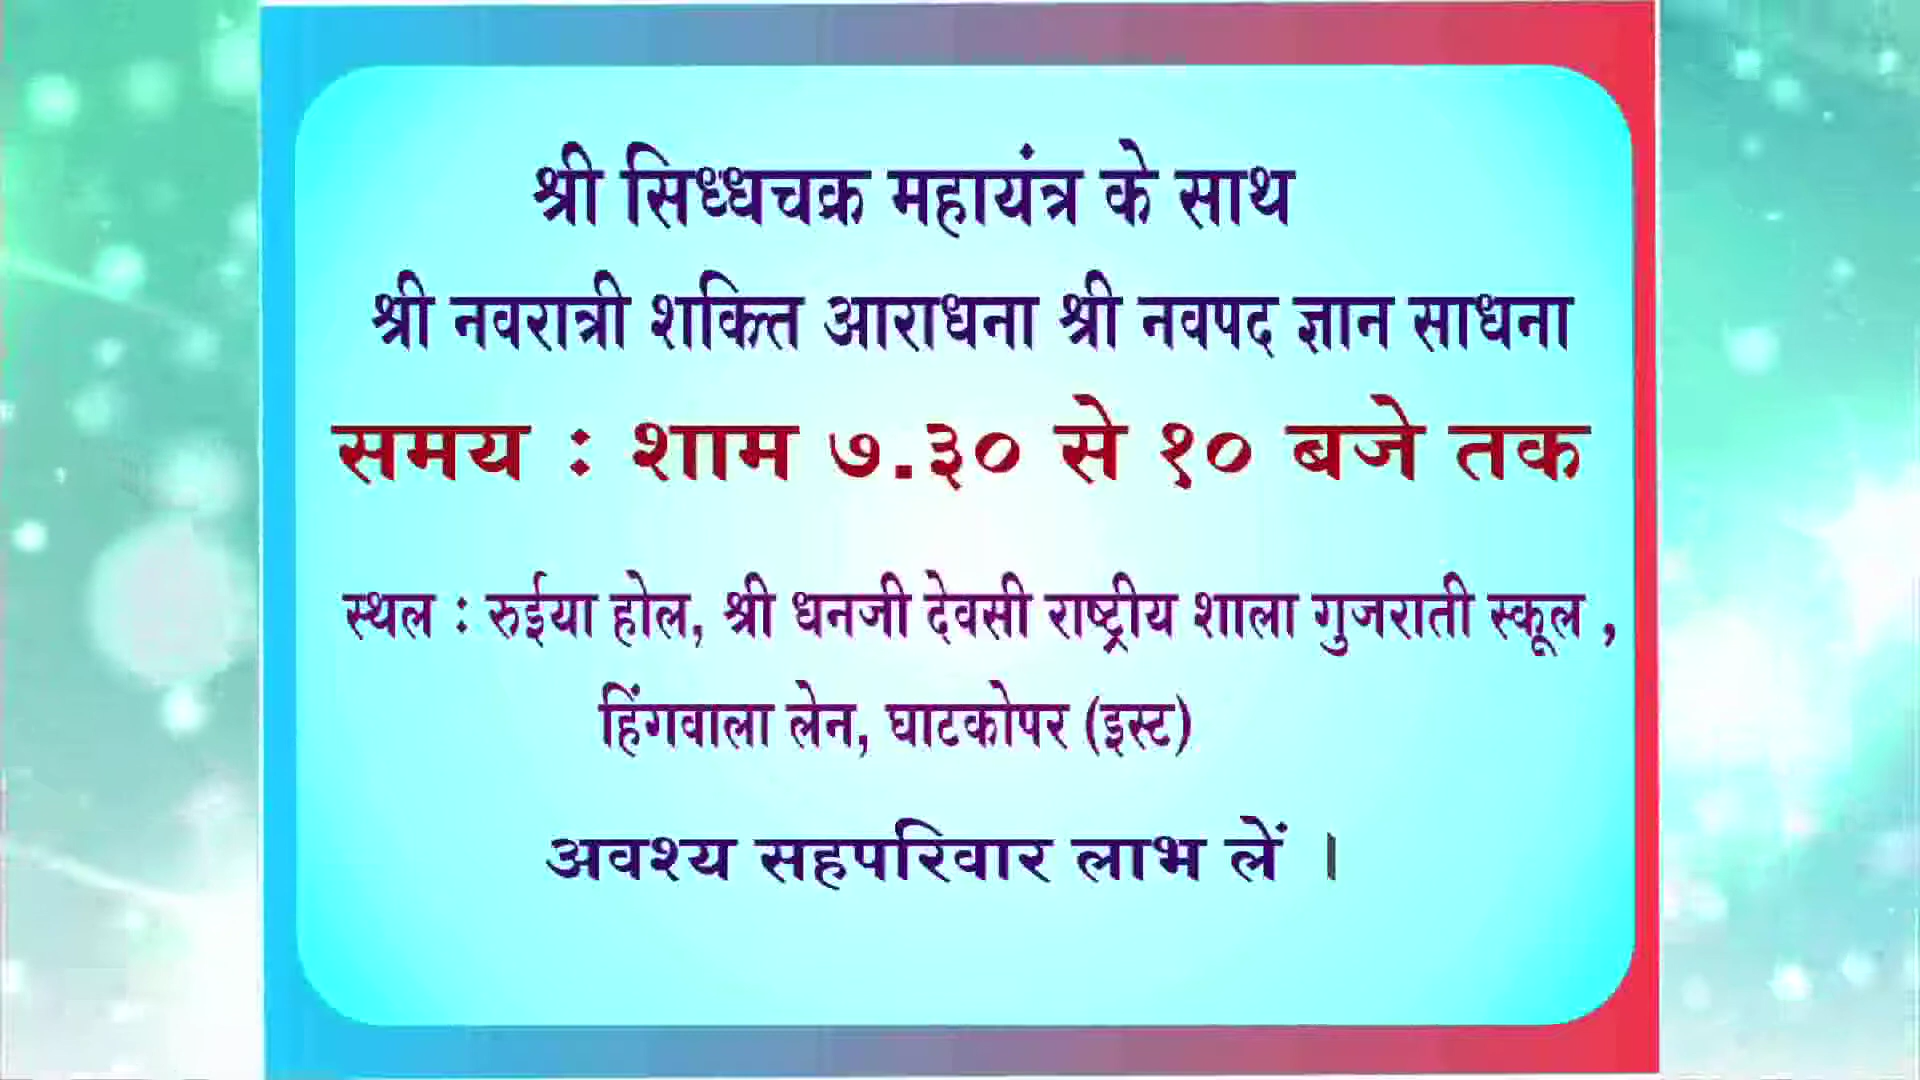 श्री सिध्धचक्र महायंत्र के साथ
श्री नवरात्री शक्ति आराधना श्री नवपद ज्ञान साधना
समय : शाम ७.३० से १० बजे तक
स्थल : रुईया होल, श्री धनजी देवसी राष्ट्रीय शाला गुजराती स्कूल ,
हिंगवाला लेन, घाटकोपर (इस्ट)
अवश्य सहपरिवार लाभ लें ।